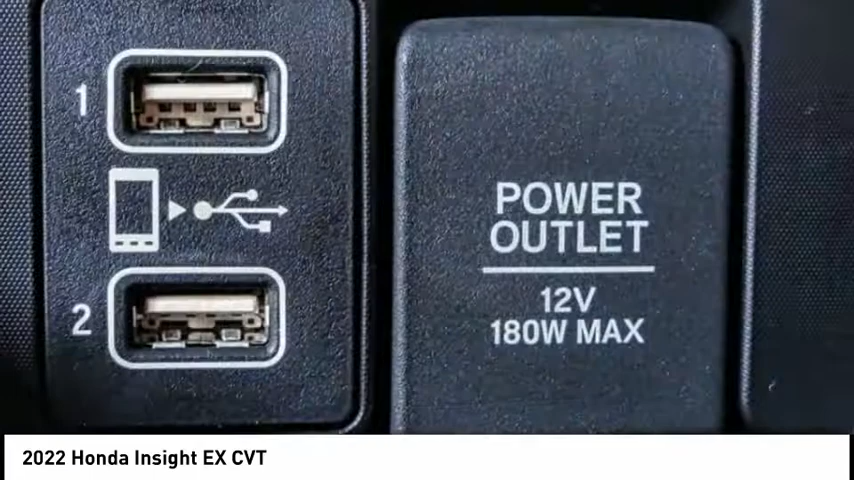 1
2
POWER
OUTLET
12V
180W MAX
2022 Honda Insight EX CVT